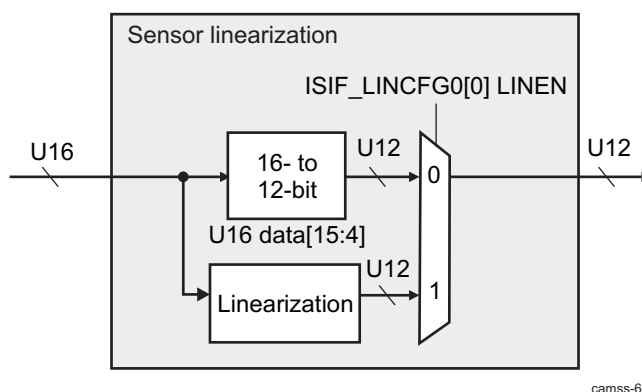 Sensor linearization
ISIF_LINCFG0[0] LINEN
U16
16- to
12-bit
U12
0
U12
U16 data[15:4]
U12
Linearization
1
camss-6